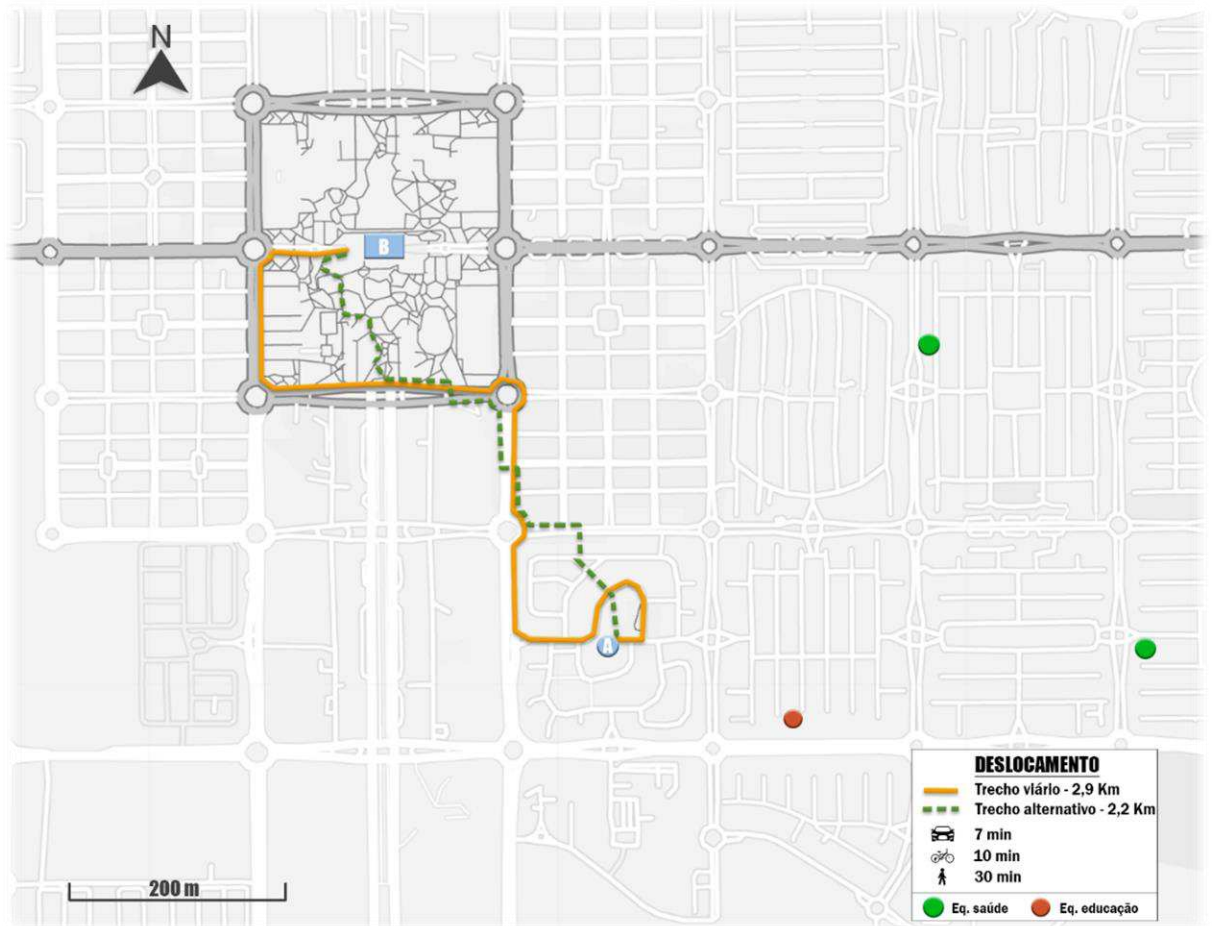 N
B
A
200 m
DESLOCAMENTO
Trecho viário - 2,9 Km
Trecho alternativo - 2,2 Km
7 min
10 min
30 min
Eq. saúde Eq. educação